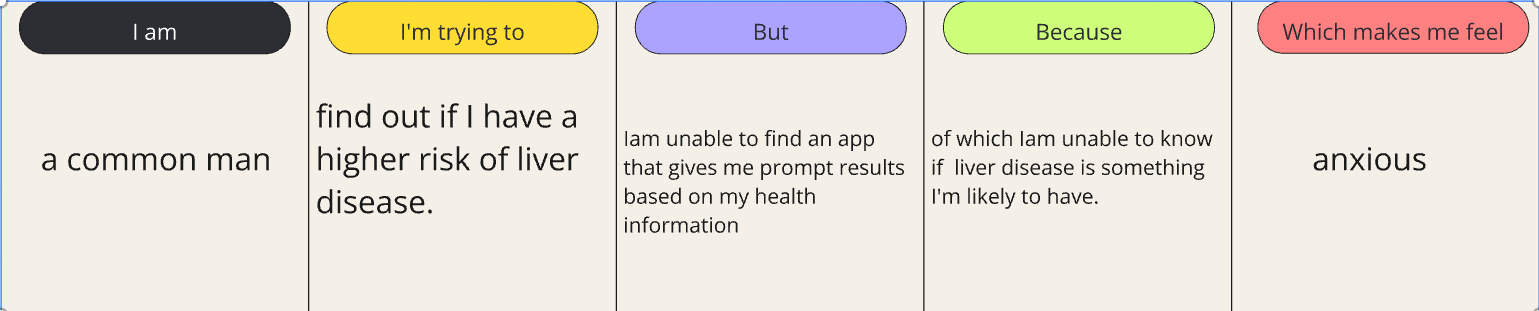 I am
a common man
I'm trying to
find out if I have a
higher risk of liver
disease.
But
Iam unable to find an app
that gives me prompt results
based on my health
information
Because
of which Iam unable to know
if  liver disease is something
I'm likely to have.
Which makes me feel
anxious